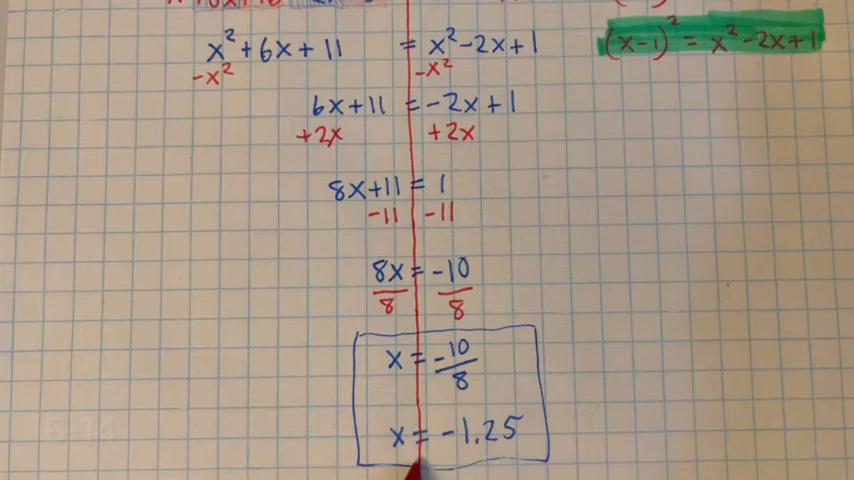 x² + 6x + 11 = x² - 2x + 1
(x - 1)² = x² - 2x + 1
-x² -x²
6x + 11 = -2x + 1
+2x +2x
8x + 11 = 1
-11 -11
8x = -10
8 8
x = -10/8
x = -1.25